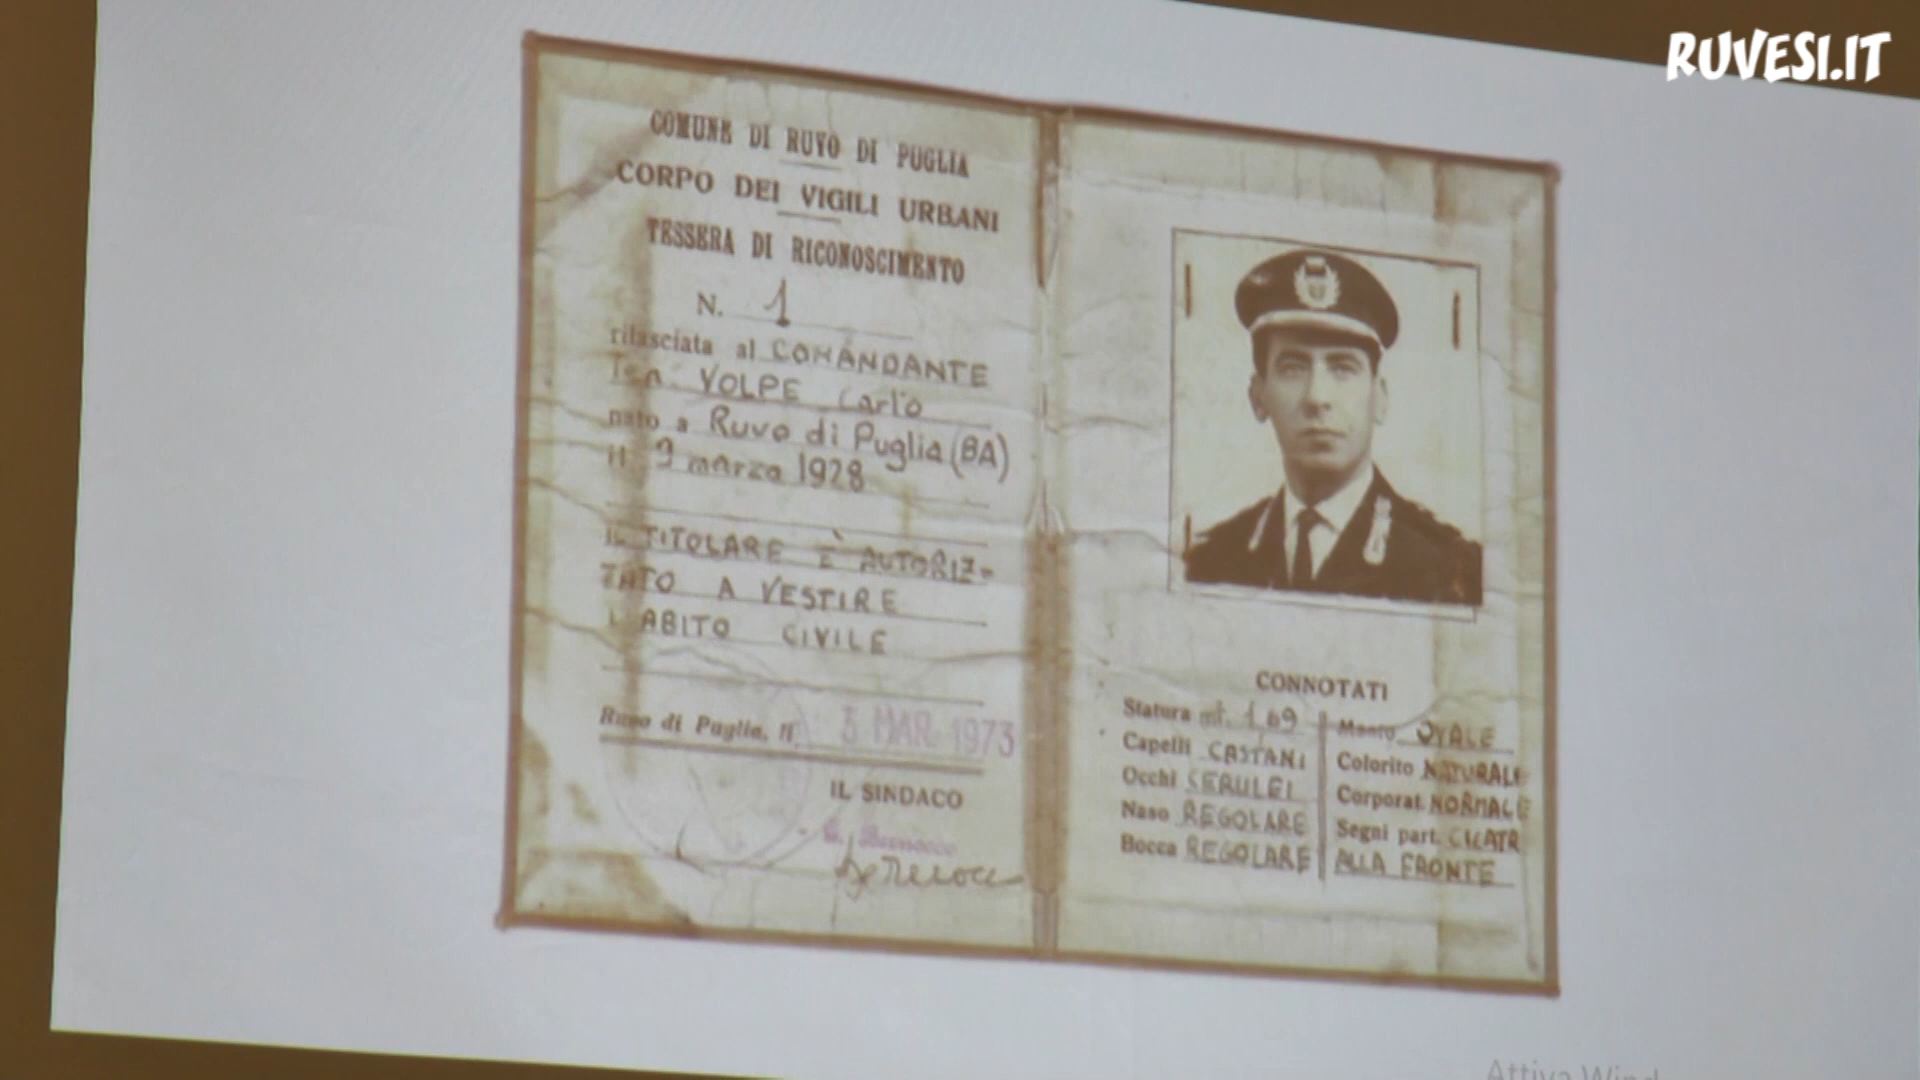 RUVESI.IT
COMUNE DI RUVO DI PUGLIA
CORPO DEI VIGILI URBANI
TESSERA DI RICONOSCIMENTO
N. 1
rilasciata al COMANDANTE
Ten. VOLPE Carlo
nato a Ruvo di Puglia (BA)
il 9 marzo 1928
IL TITOLARE È AUTORIZ-
ZATO A VESTIRE
L'ABITO CIVILE
Ruvo di Puglia, li 3 MAR. 1973
IL SINDACO
CONNOTATI
Statura mt. 1,69
Capelli CASTANI
Occhi CERULEI
Naso REGOLARE
Bocca REGOLARE
OVALE
Colorito NATURALE
Corporat. NORMALE
Segni part. CICATR
ALLA FRONTE
Attiva Wind